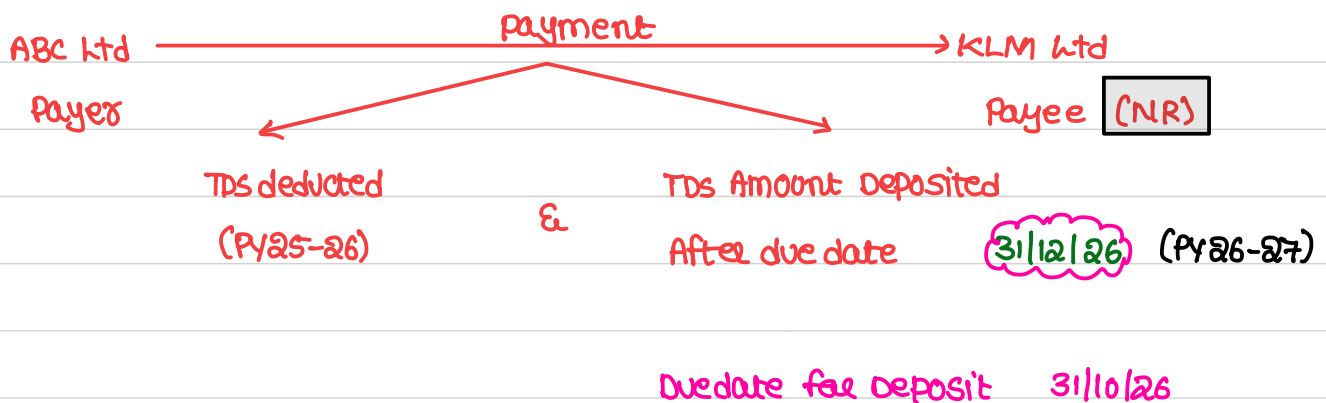 Payment
ABC Ltd KLM Ltd
Payer Payee (NR)
TDS deducted TDS Amount Deposited
&
(PY25-26) After due date 31/12/26 (PY26-27)
Duedate for Deposit 31/10/26